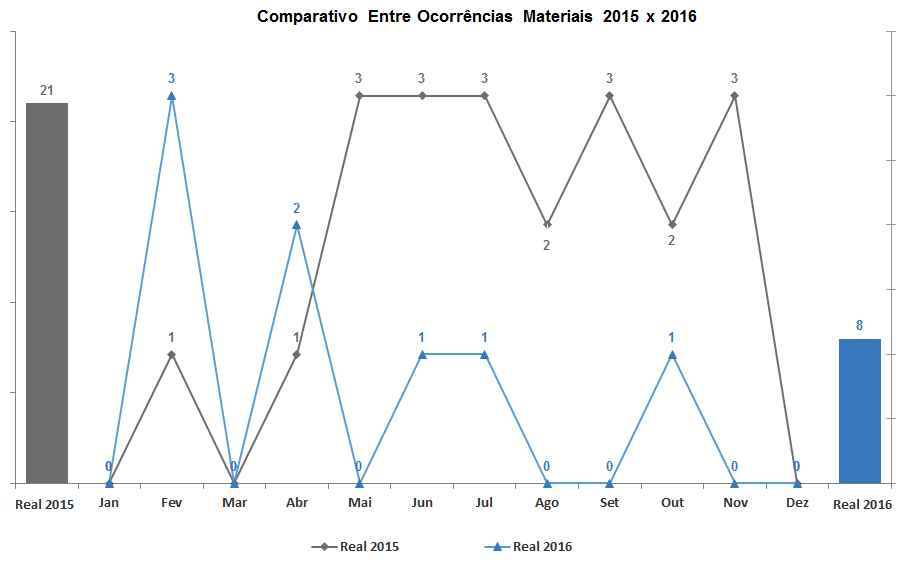 Comparativo Entre Ocorrências Materiais 2015 x 2016
21
3
3
3
3
3
3
2
2
2
8
1
1
1
1
1
0
0
0
0
0
0
0
Real 2015
Jan
Fev
Mar
Abr
Mai
Jun
Jul
Ago
Set
Out
Nov
Dez
Real 2016
Real 2015
Real 2016